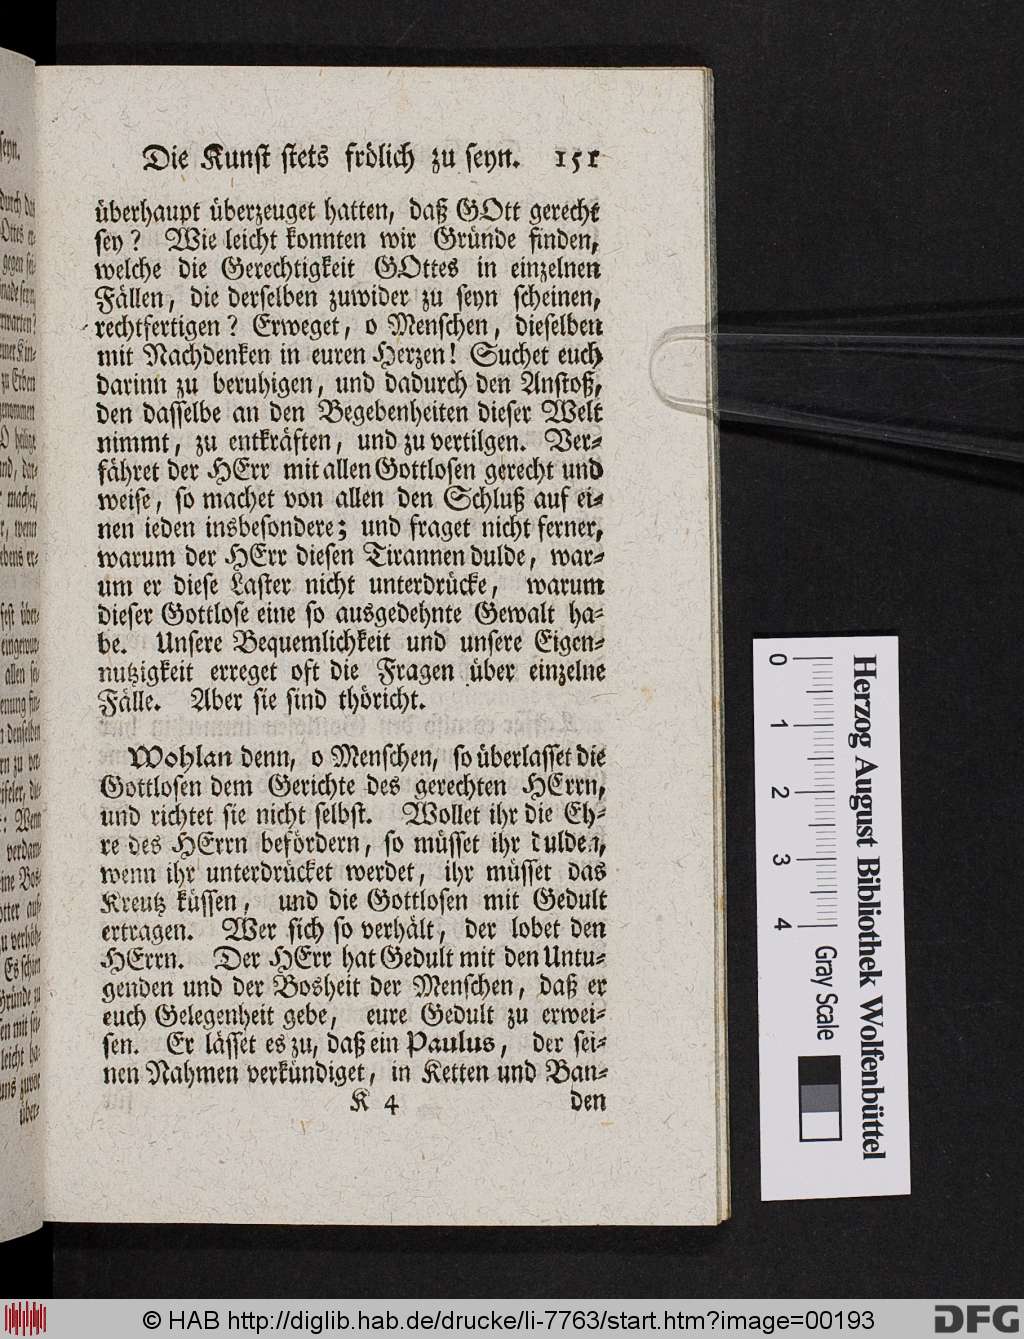 Die Kunst stets frölich zu seyn. 151
überhaupt überzeuget hatten, daß GOtt gerecht
sey? Wie leicht konnten wir Gründe finden,
welche die Gerechtigkeit GOttes in einzelnen
Fällen, die derselben zuwider zu seyn scheinen,
rechtfertigen? Erweget, o Menschen, dieselben
mit Nachdenken in euren Herzen! Suchet euch
darinn zu beruhigen, und dadurch den Anstoß,
den dasselbe an den Begebenheiten dieser Welt
nimmt, zu entkräften, und zu vertilgen. Ver-
fähret der HErr mit allen Gottlosen gerecht und
weise, so machet von allen den Schluß auf ei-
nen ieden insbesondere; und fraget nicht ferner,
warum der HErr diesen Tirannen dulde, war-
um er diese Laster nicht unterdrücke, warum
dieser Gottlose eine so ausgedehnte Gewalt ha-
be. Unsere Bequemlichkeit und unsere Eigen-
nutzigkeit erreget oft die Fragen über einzelne
Fälle. Aber sie sind thöricht.
Wohlan denn, o Menschen, so überlasset die
Gottlosen dem Gerichte des gerechten HErrn,
und richtet sie nicht selbst. Wollet ihr die Eh-
re des HErrn befördern, so müsset ihr dulden,
wenn ihr unterdrücket werdet, ihr müsset das
Kreutz küssen, und die Gottlosen mit Gedult
ertragen. Wer sich so verhält, der lobet den
HErrn. Der HErr hat Gedult mit den Untu-
genden und der Bosheit der Menschen, daß er
euch Gelegenheit gebe, eure Gedult zu erwei-
sen. Er lässet es zu, daß ein Paulus, der sei-
nen Nahmen verkündiget, in Ketten und Ban-
K 4 den
Herzog August Bibliothek Wolfenbüttel
0 1 2 3 4 Gray Scale
© HAB http://diglib.hab.de/drucke/li-7763/start.htm?image=00193
DFG